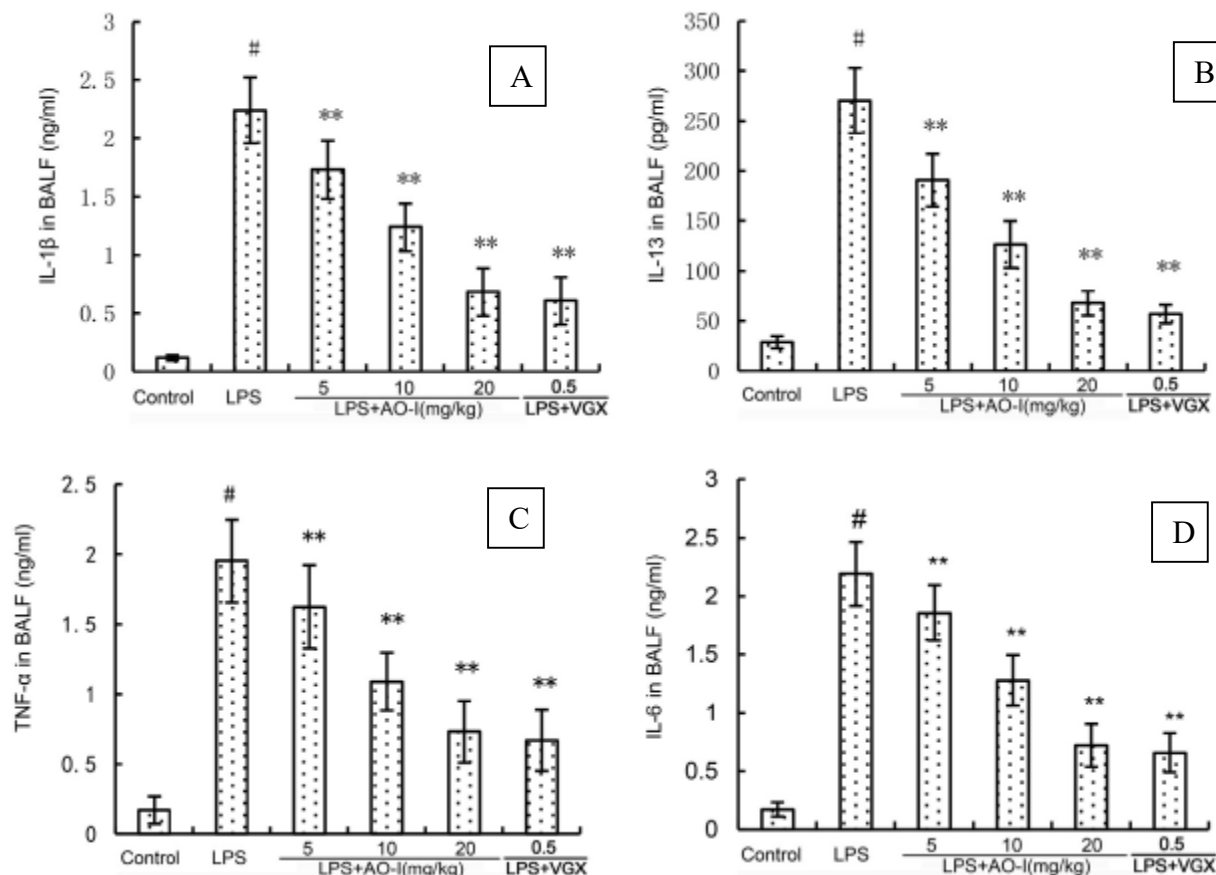 A
IL-1β in BALF (ng/ml)
3
2.5
2
1.5
1
0.5
0
#
**
**
**
**
Control
LPS
5
10
20
0.5
LPS+AO-I(mg/kg)
LPS+VGX
B
IL-13 in BALF (pg/ml)
350
300
250
200
150
100
50
0
#
**
**
**
**
Control
LPS
5
10
20
0.5
LPS+AO-I(mg/kg)
LPS+VGX
C
TNF-α in BALF (ng/ml)
2.5
2
1.5
1
0.5
0
#
**
**
**
**
Control
LPS
5
10
20
0.5
LPS+AO-I(mg/kg)
LPS+VGX
D
IL-6 in BALF (ng/ml)
3
2.5
2
1.5
1
0.5
0
#
**
**
**
**
Control
LPS
5
10
20
0.5
LPS+AO-I(mg/kg)
LPS+VGX